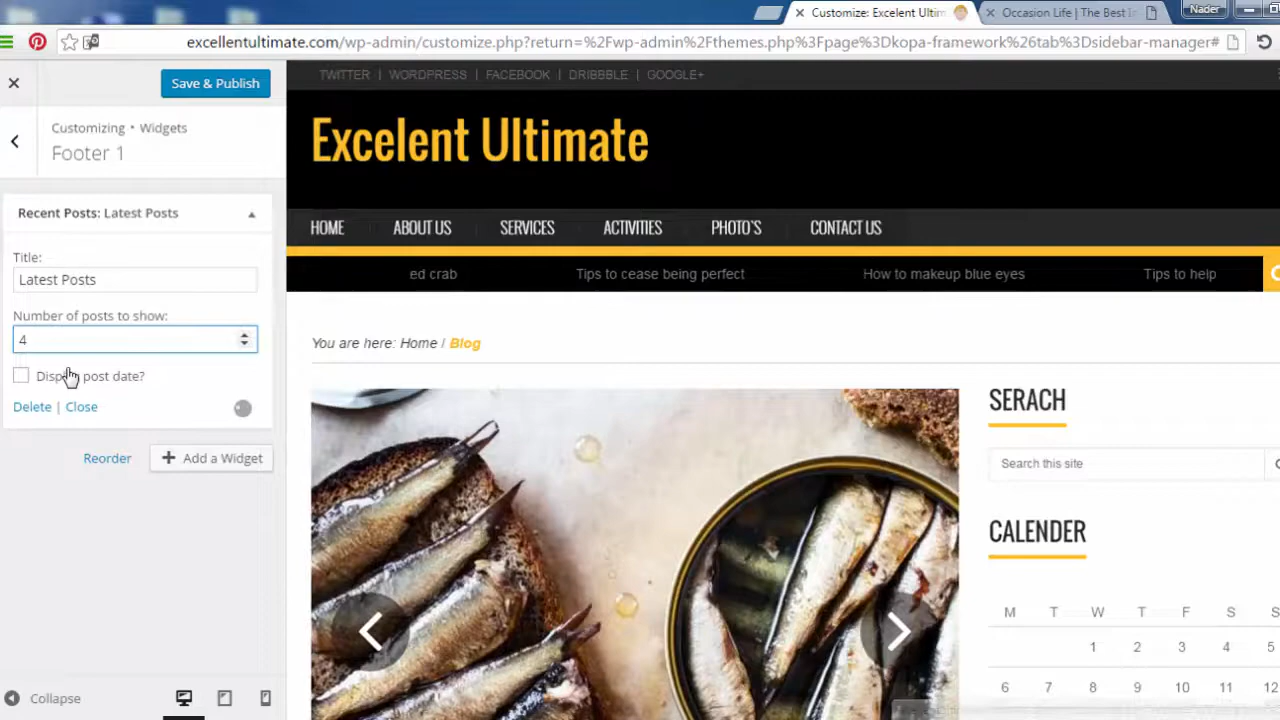 Customize: Excellent Ultim
Occasion Life | The Best In
Nader
excellentultimate.com/wp-admin/customize.php?return=%2Fwp-admin%2Fthemes.php%3Fpage%3Dkopa-framework%26tab%3Dsidebar-manager#
Save & Publish
Customizing • Widgets
Footer 1
Recent Posts: Latest Posts
Title:
Latest Posts
Number of posts to show:
4
Display post date?
Delete | Close
Reorder
Add a Widget
Collapse
TWITTER | WORDPRESS | FACEBOOK | DRIBBBLE | GOOGLE+
Excelent Ultimate
HOME ABOUT US SERVICES ACTIVITIES PHOTO`S CONTACT US
ed crab Tips to cease being perfect How to makeup blue eyes Tips to help
You are here: Home / Blog
SERACH
Search this site
CALENDER
M T W T F S S
1 2 3 4 5
6 7 8 9 10 11 12